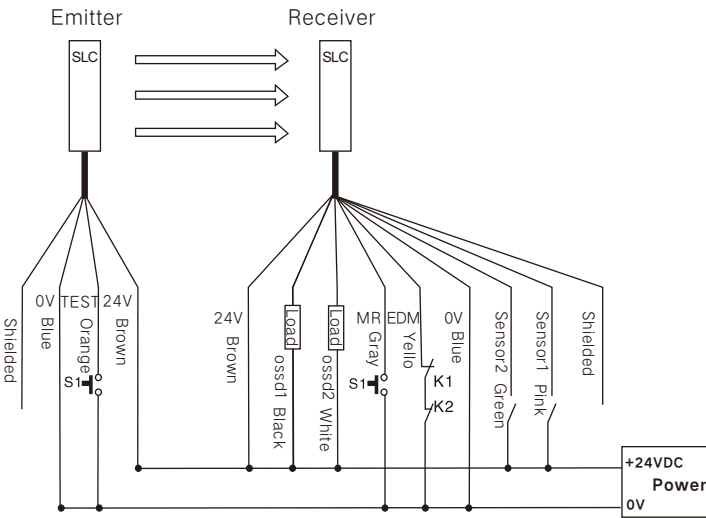 Emitter
Receiver
SLC
SLC
Shielded
0V
Blue
TEST
Orange
24V
Brown
S1
24V
Brown
Load
ossd1 Black
Load
ossd2 White
MR
Gray
S1
EDM
Yello
K1
K2
0V
Blue
Sensor2 Green
Sensor1 Pink
Shielded
+24VDC
Power
0V